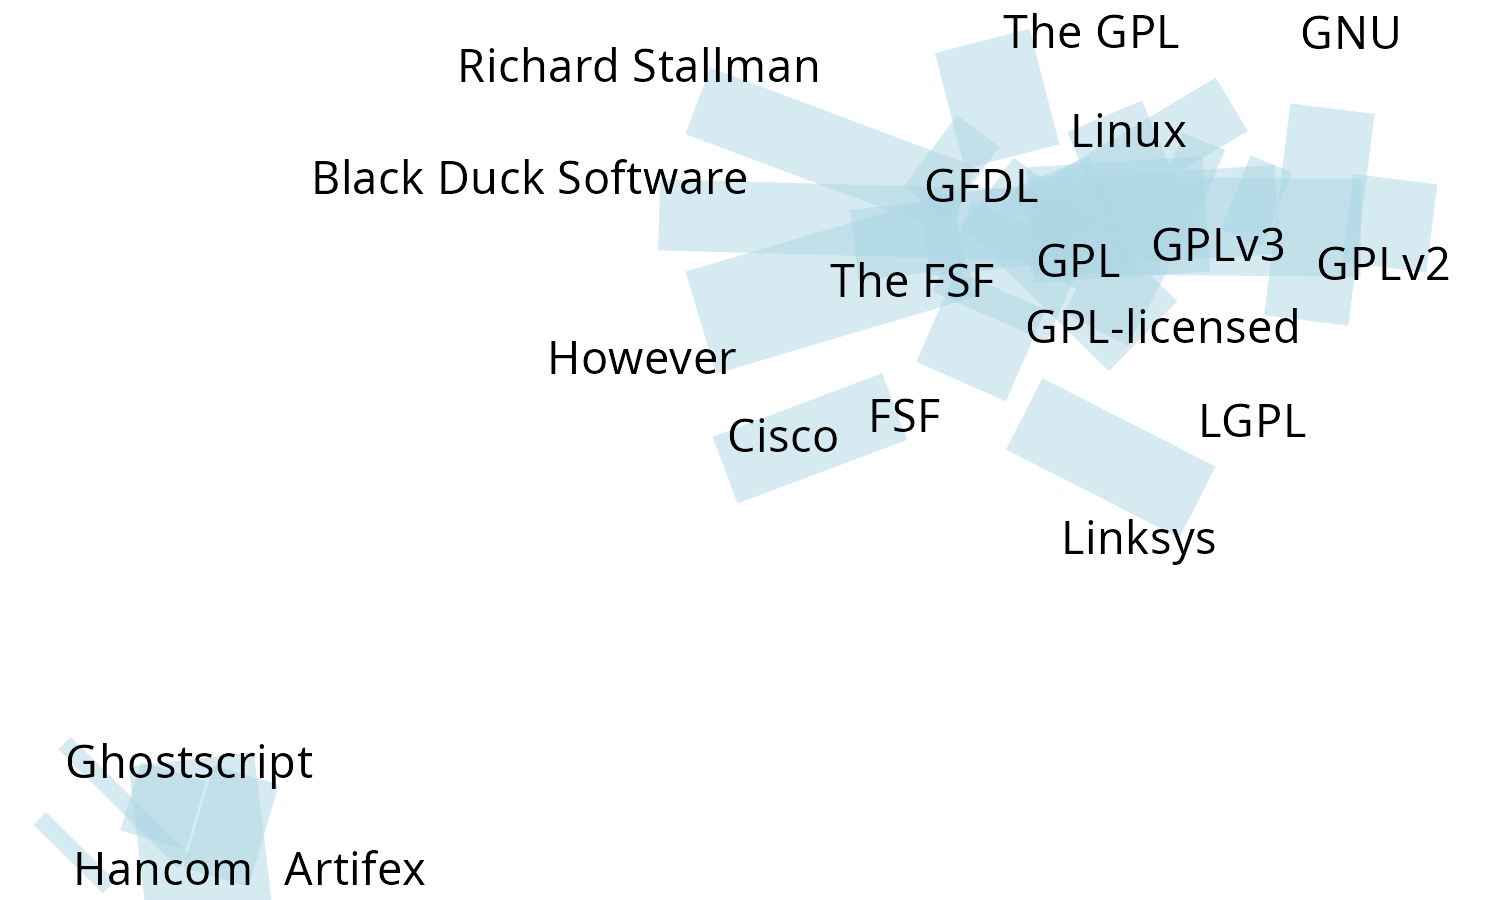 The GPL
GNU
Richard Stallman
Linux
Black Duck Software
GFDL
GPLv3
GPL
GPLv2
The FSF
GPL-licensed
However
FSF
LGPL
Cisco
Linksys
Ghostscript
Hancom
Artifex